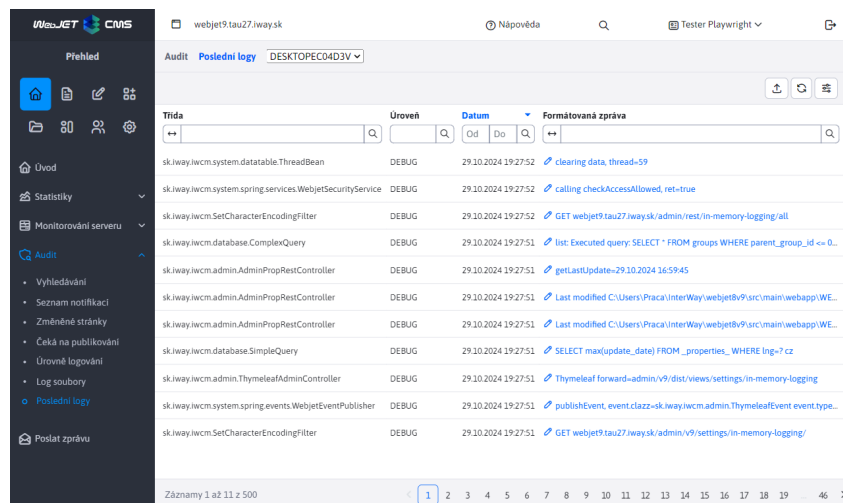 WebJET CMS
webjet9.tau27.iway.sk
Nápověda
Tester Playwright
Přehled
Audit Poslední logy DESKTOPEC04D3V
Třída Úroveň Datum Formátovaná zpráva
Od Do
sk.iway.iwcm.system.datatable.ThreadBean DEBUG 29.10.2024 19:27:52 clearing data, thread=59
sk.iway.iwcm.system.spring.services.WebjetSecurityService DEBUG 29.10.2024 19:27:52 calling checkAccessAllowed, ret=true
sk.iway.iwcm.SetCharacterEncodingFilter DEBUG 29.10.2024 19:27:52 GET webjet9.tau27.iway.sk/admin/rest/in-memory-logging/all
sk.iway.iwcm.database.ComplexQuery DEBUG 29.10.2024 19:27:51 list: Executed query: SELECT * FROM groups WHERE parent_group_id <= 0...
sk.iway.iwcm.admin.AdminPropRestController DEBUG 29.10.2024 19:27:51 getLastUpdate=29.10.2024 16:59:45
sk.iway.iwcm.admin.AdminPropRestController DEBUG 29.10.2024 19:27:51 Last modified C:\Users\Praca\InterWay\webjet8v9\src\main\webapp\WE...
sk.iway.iwcm.admin.AdminPropRestController DEBUG 29.10.2024 19:27:51 Last modified C:\Users\Praca\InterWay\webjet8v9\src\main\webapp\WE...
sk.iway.iwcm.database.SimpleQuery DEBUG 29.10.2024 19:27:51 SELECT max(update_date) FROM _properties_ WHERE lng=? cz
sk.iway.iwcm.admin.ThymeleafAdminController DEBUG 29.10.2024 19:27:51 Thymeleaf forward=admin/v9/dist/views/settings/in-memory-logging
sk.iway.iwcm.system.spring.events.WebjetEventPublisher DEBUG 29.10.2024 19:27:51 publishEvent, event.clazz=sk.iway.iwcm.admin.ThymeleafEvent event.type...
sk.iway.iwcm.SetCharacterEncodingFilter DEBUG 29.10.2024 19:27:51 GET webjet9.tau27.iway.sk/admin/v9/settings/in-memory-logging/
Úvod
Statistiky
Monitorování serveru
Audit
Vyhledávání
Seznam notifikací
Změněné stránky
Čeká na publikování
Úrovně logování
Log soubory
Poslední logy
Poslat zprávu
Záznamy 1 až 11 z 500
1 2 3 4 5 6 7 8 9 10 11 12 13 14 15 16 17 18 19 ... 46